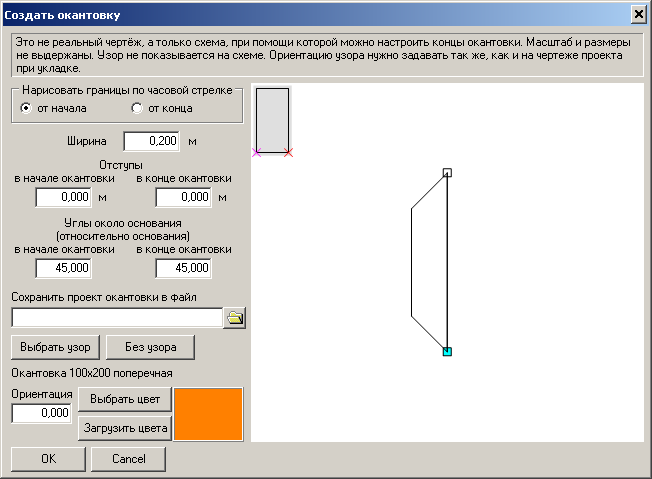 Создать окантовку
Это не реальный чертёж, а только схема, при помощи которой можно настроить концы окантовки. Масштаб и размеры
не выдержаны. Узор не показывается на схеме. Ориентацию узора нужно задавать так же, как и на чертеже проекта
при укладке.
Нарисовать границы по часовой стрелке
от начала от конца
Ширина 0,200 м
Отступы
в начале окантовки в конце окантовки
0,000 м 0,000 м
Углы около основания
(относительно основания)
в начале окантовки в конце окантовки
45,000 45,000
Сохранить проект окантовки в файл
Выбрать узор Без узора
Окантовка 100x200 поперечная
Ориентация Выбрать цвет
0,000
Загрузить цвета
OK Cancel